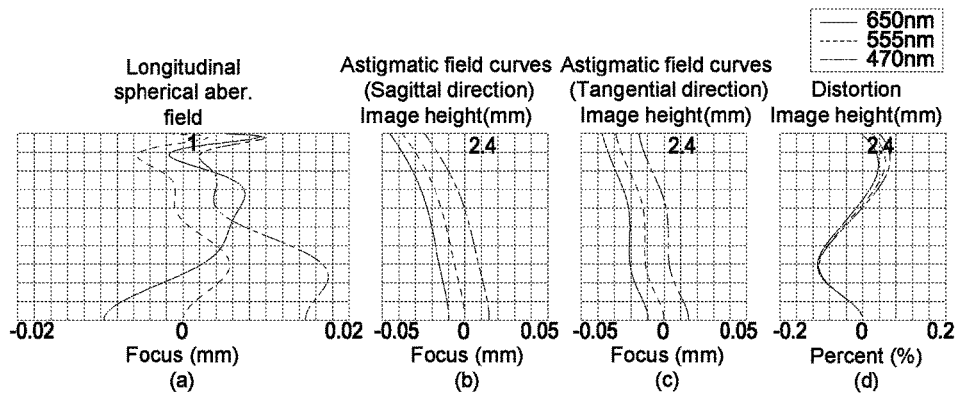 650nm
555nm
470nm
Longitudinal
spherical aber.
field
1
-0.02
0
0.02
Focus (mm)
(a)
Astigmatic field curves
(Sagittal direction)
Image height(mm)
2.4
-0.05
0
0.05
Focus (mm)
(b)
Astigmatic field curves
(Tangential direction)
Image height(mm)
2.4
-0.05
0
0.05
Focus (mm)
(c)
Distortion
Image height(mm)
2.4
-0.2
0
0.2
Percent (%)
(d)